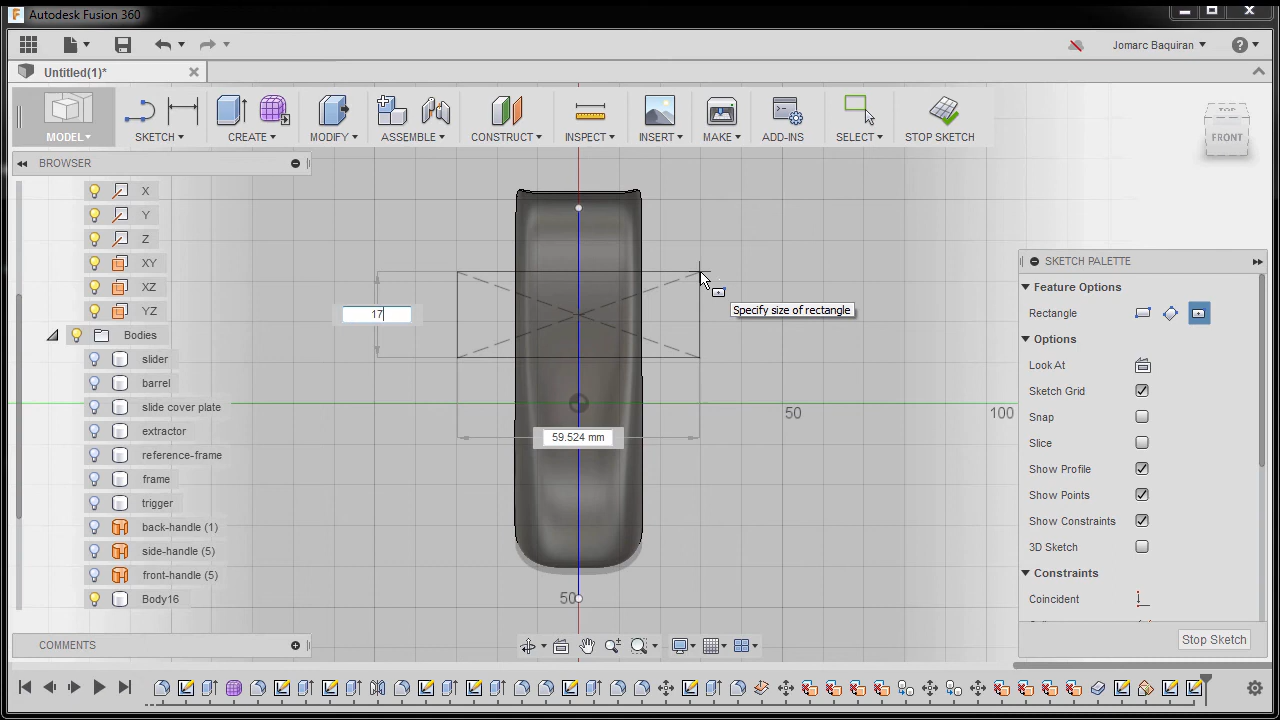 Autodesk Fusion 360
Jomarc Baquiran
Untitled(1)*
MODEL
SKETCH
CREATE
MODIFY
ASSEMBLE
CONSTRUCT
INSPECT
INSERT
MAKE
ADD-INS
SELECT
STOP SKETCH
TOP
FRONT
BROWSER
X
Y
Z
XY
XZ
YZ
Bodies
slider
barrel
slide cover plate
extractor
reference-frame
frame
trigger
back-handle (1)
side-handle (5)
front-handle (5)
Body16
17
59.524 mm
Specify size of rectangle
50
100
50
SKETCH PALETTE
Feature Options
Rectangle
Options
Look At
Sketch Grid
Snap
Slice
Show Profile
Show Points
Show Constraints
3D Sketch
Constraints
Coincident
Stop Sketch
COMMENTS